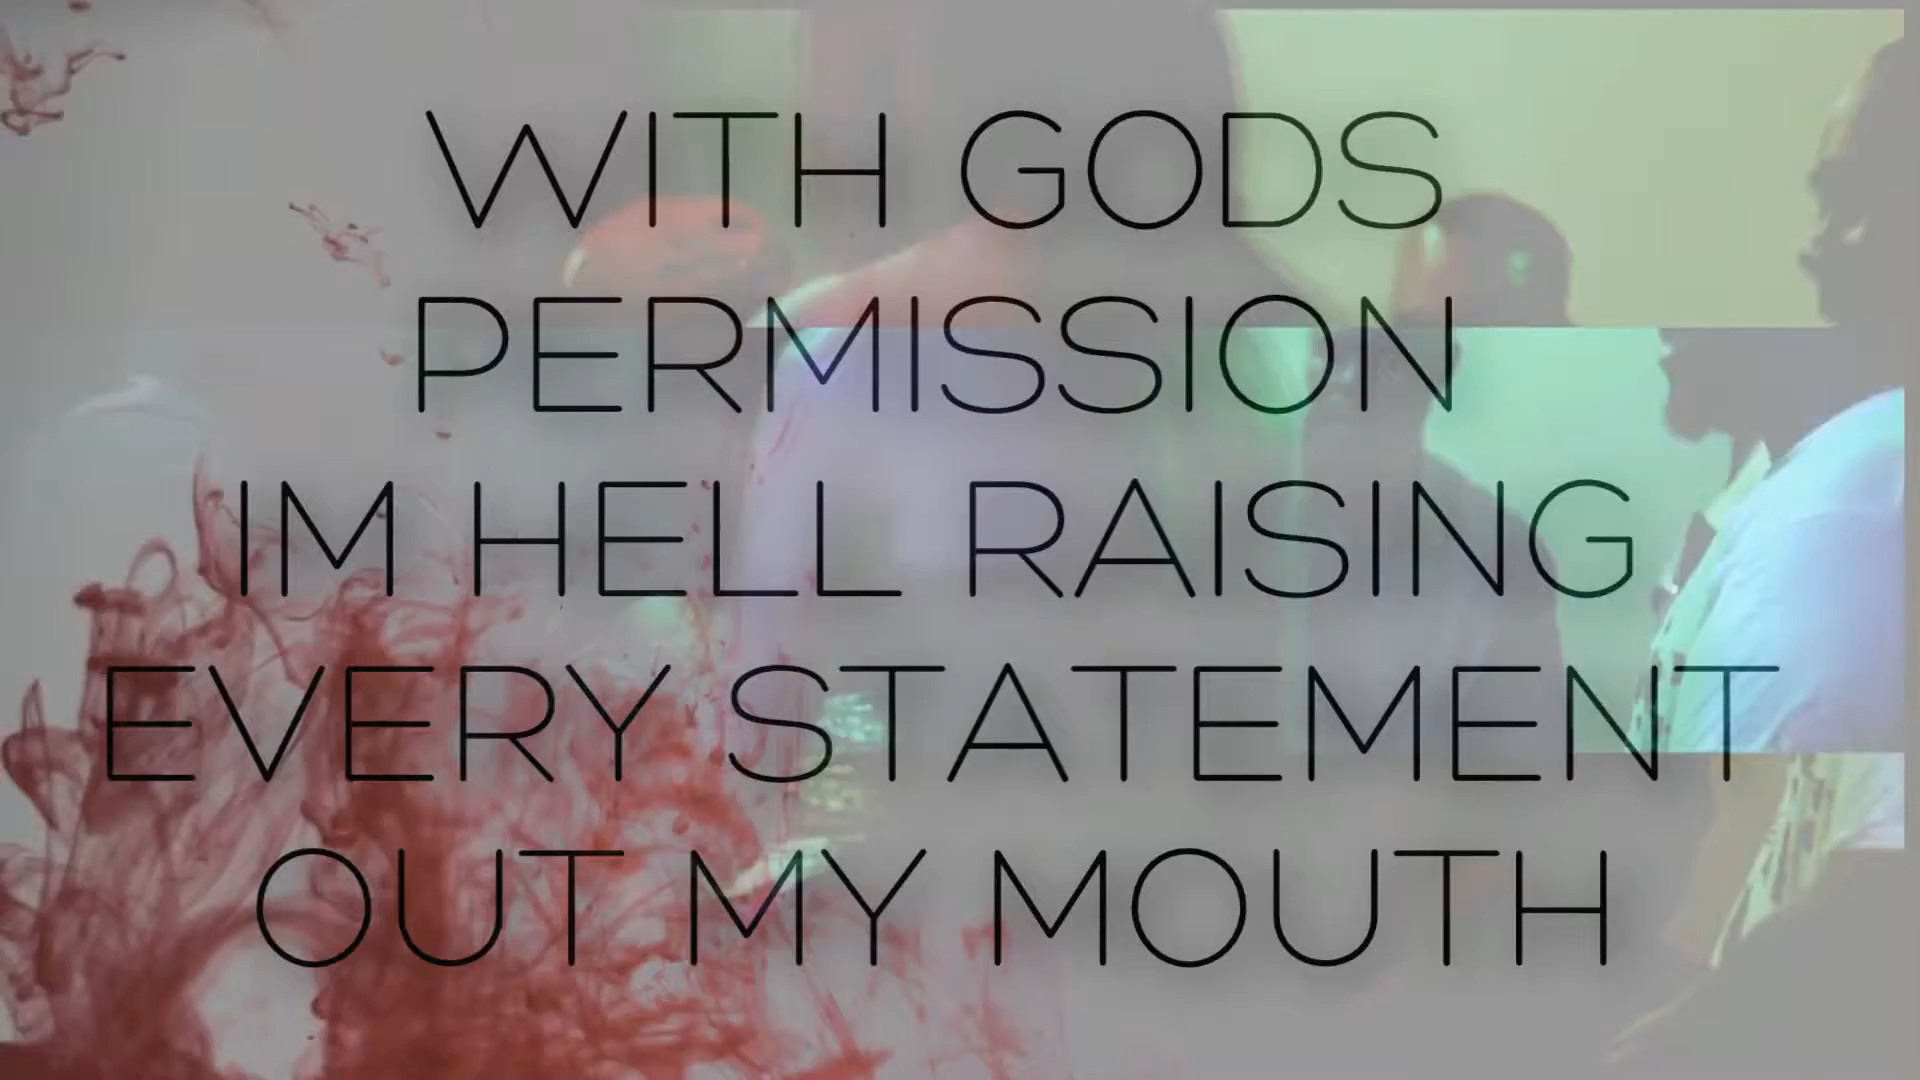 WITH GODS
PERMISSION
IM HELL RAISING
EVERY STATEMENT
OUT MY MOUTH